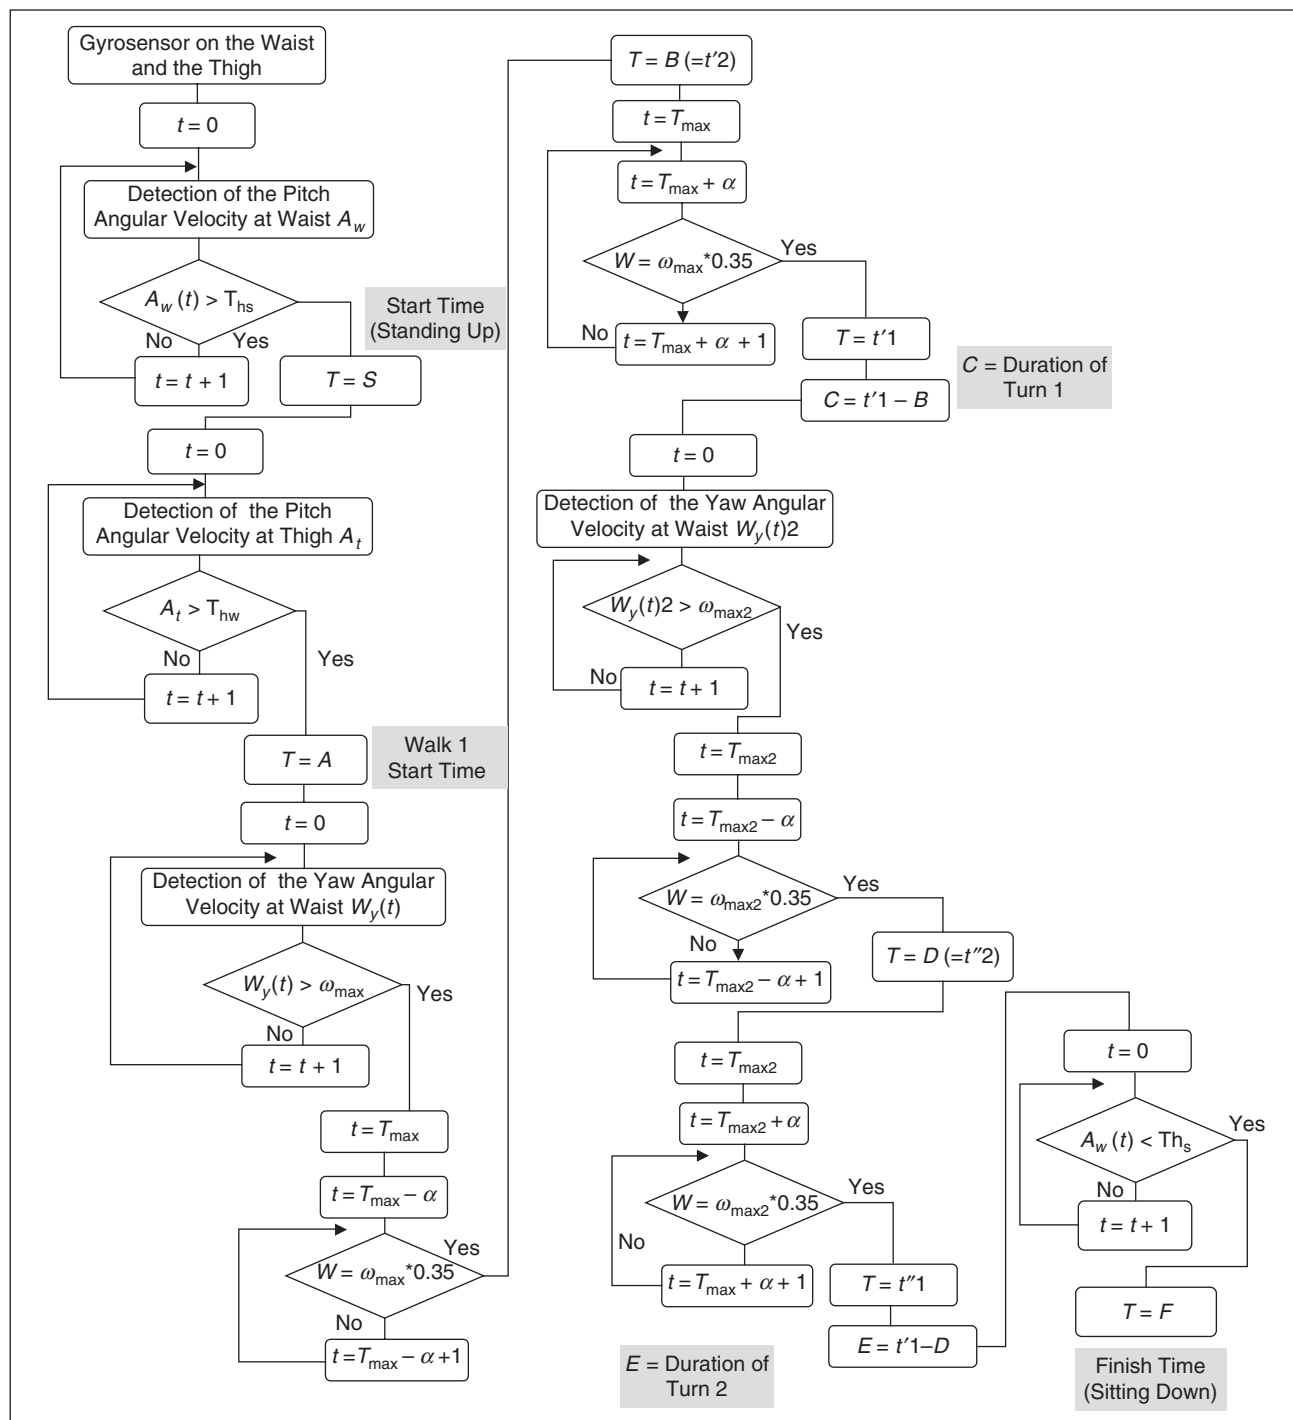 Gyrosensor on the Waist
and the Thigh
t = 0
Detection of the Pitch
Angular Velocity at Waist A_w
A_w (t) > T_hs
No
Yes
t = t + 1
T = S
Start Time
(Standing Up)
t = 0
Detection of the Pitch
Angular Velocity at Thigh A_t
A_t > T_hw
No
Yes
t = t + 1
T = A
Walk 1
Start Time
t = 0
Detection of the Yaw Angular
Velocity at Waist W_y(t)
W_y(t) > ω_max
Yes
No
t = t + 1
t = T_max
t = T_max – α
Yes
W = ω_max*0.35
No
t = T_max – α +1
T = B (=t′2)
t = T_max
t = T_max + α
Yes
W = ω_max*0.35
No
t = T_max + α + 1
T = t′1
C = t′1 – B
C = Duration of
Turn 1
t = 0
Detection of the Yaw Angular
Velocity at Waist W_y(t)2
W_y(t)2 > ω_max2
Yes
No
t = t + 1
t = T_max2
t = T_max2 – α
W = ω_max2*0.35
Yes
No
t = T_max2 – α + 1
T = D (=t″2)
t = T_max2
t = T_max2 + α
W = ω_max2*0.35
Yes
No
t = T_max + α + 1
T = t″1
E = t′1–D
E = Duration of
Turn 2
t = 0
A_w (t) < Th_s
Yes
No
t = t + 1
T = F
Finish Time
(Sitting Down)